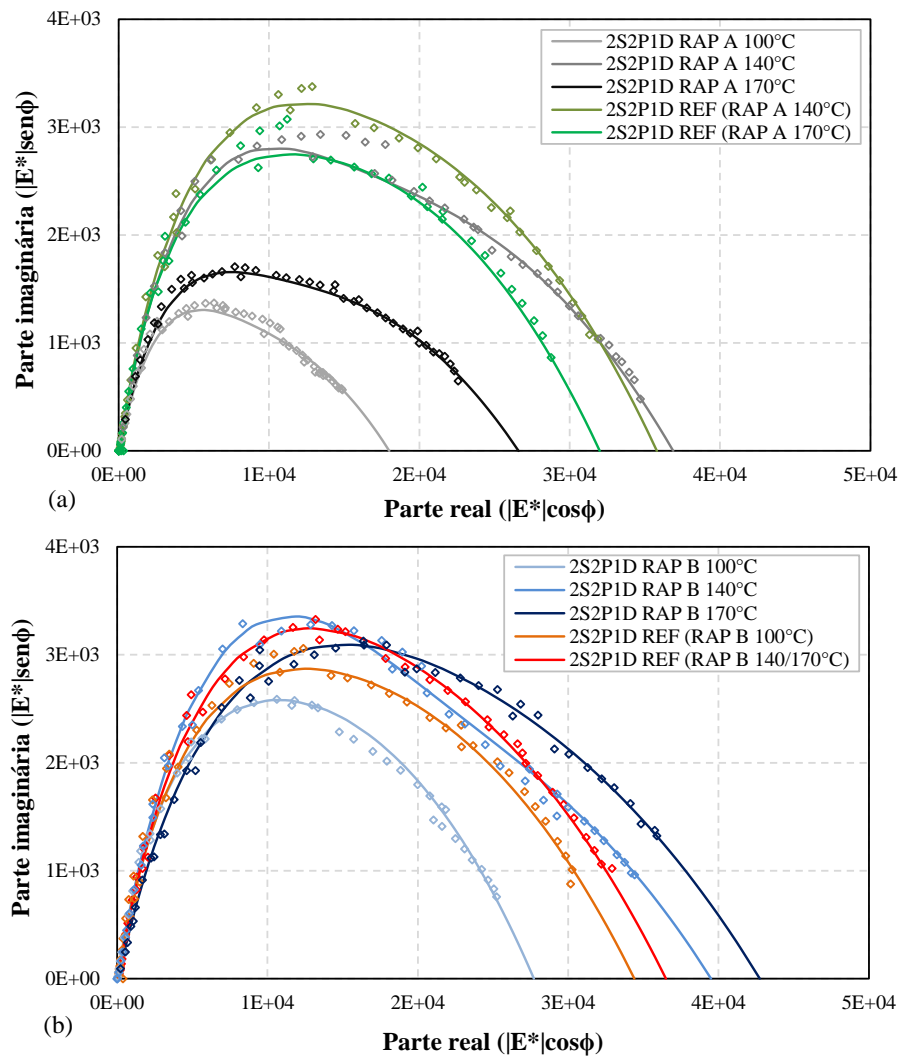 4E+03
3E+03
2E+03
1E+03
0E+00
Parte imaginária (|E*|senϕ)
2S2P1D RAP A 100°C
2S2P1D RAP A 140°C
2S2P1D RAP A 170°C
2S2P1D REF (RAP A 140°C)
2S2P1D REF (RAP A 170°C)
0E+00 1E+04 2E+04 3E+04 4E+04 5E+04
(a)
Parte real (|E*|cosϕ)
4E+03
3E+03
2E+03
1E+03
0E+00
Parte imaginária (|E*|senϕ)
2S2P1D RAP B 100°C
2S2P1D RAP B 140°C
2S2P1D RAP B 170°C
2S2P1D REF (RAP B 100°C)
2S2P1D REF (RAP B 140/170°C)
0E+00 1E+04 2E+04 3E+04 4E+04 5E+04
(b)
Parte real (|E*|cosϕ)